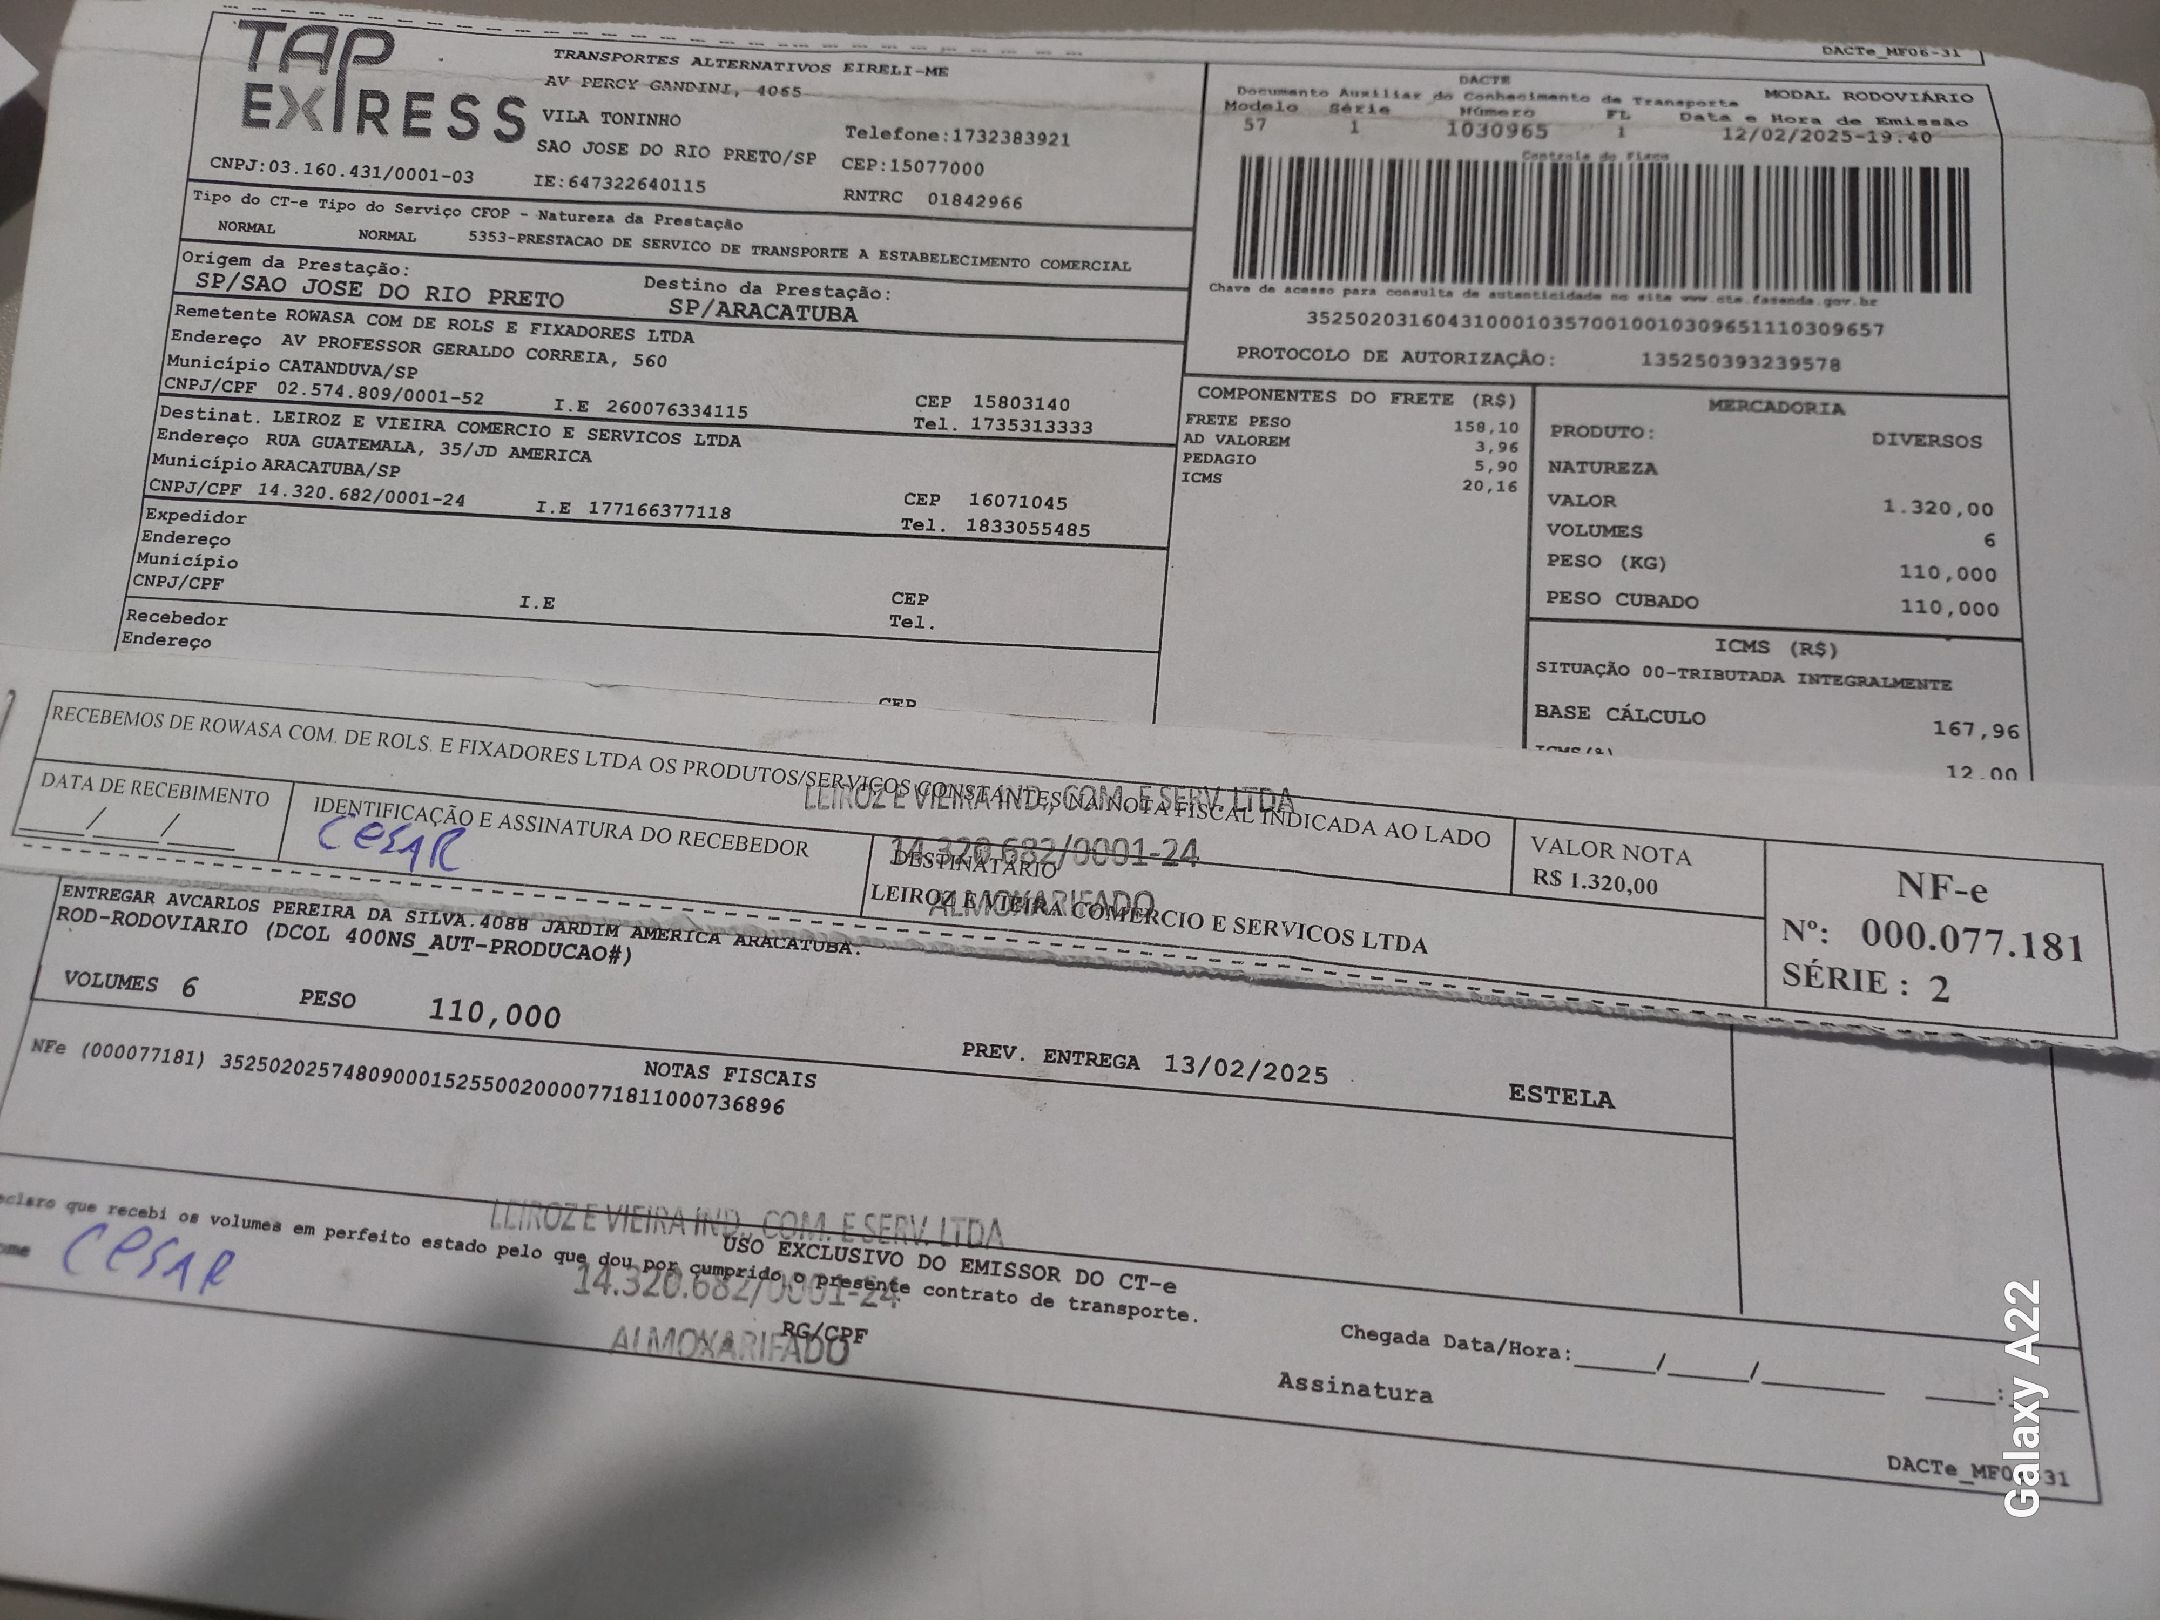 DACTe_MF06-31
TAP EXPRESS
TRANSPORTES ALTERNATIVOS EIRELI-ME
AV PERCY GANDINI, 4065
VILA TONINHO
Telefone:1732383921
SAO JOSE DO RIO PRETO/SP CEP:15077000
CNPJ:03.160.431/0001-03 IE:647322640115 RNTRC 01842966
DACTE MODAL RODOVIÁRIO
Documento Auxiliar do Conhecimento de Transporte
Modelo Série Número FL Data e Hora de Emissão
57 1 1030965 1 12/02/2025-19.40
Controle do Fisco
Chave de acesso para consulta de autenticidade no site www.cte.fazenda.gov.br
35250203160431000103570010010309651110309657
PROTOCOLO DE AUTORIZAÇÃO: 135250393239578
Tipo do CT-e Tipo do Serviço CFOP - Natureza da Prestação
NORMAL NORMAL 5353-PRESTACAO DE SERVICO DE TRANSPORTE A ESTABELECIMENTO COMERCIAL
Origem da Prestação: Destino da Prestação:
SP/SAO JOSE DO RIO PRETO SP/ARACATUBA
Remetente ROWASA COM DE ROLS E FIXADORES LTDA
Endereço AV PROFESSOR GERALDO CORREIA, 560
Município CATANDUVA/SP CEP 15803140
CNPJ/CPF 02.574.809/0001-52 I.E 260076334115 Tel. 1735313333
Destinat. LEIROZ E VIEIRA COMERCIO E SERVICOS LTDA
Endereço RUA GUATEMALA, 35/JD AMERICA
Município ARACATUBA/SP CEP 16071045
CNPJ/CPF 14.320.682/0001-24 I.E 177166377118 Tel. 1833055485
Expedidor
Endereço
Município CEP
CNPJ/CPF I.E Tel.
Recebedor
Endereço
CEP
COMPONENTES DO FRETE (R$)
FRETE PESO 158,10
AD VALOREM 3,96
PEDAGIO 5,90
ICMS 20,16
MERCADORIA
PRODUTO: DIVERSOS
NATUREZA
VALOR 1.320,00
VOLUMES 6
PESO (KG) 110,000
PESO CUBADO 110,000
ICMS (R$)
SITUAÇÃO 00-TRIBUTADA INTEGRALMENTE
BASE CÁLCULO 167,96
ICMS(%) 12,00
RECEBEMOS DE ROWASA COM. DE ROLS. E FIXADORES LTDA OS PRODUTOS/SERVIÇOS CONSTANTES NA NOTA FISCAL INDICADA AO LADO
LEIROZ E VIEIRA IND., COM. E SERV. LTDA
14.320.682/0001-24
ALMOXARIFADO
DATA DE RECEBIMENTO
___/___/___
IDENTIFICAÇÃO E ASSINATURA DO RECEBEDOR
CESAR
DESTINATÁRIO
LEIROZ E VIEIRA COMERCIO E SERVICOS LTDA
VALOR NOTA
R$ 1.320,00
NF-e
Nº: 000.077.181
SÉRIE : 2
ENTREGAR AVCARLOS PEREIRA DA SILVA.4088 JARDIM AMERICA ARACATUBA.
ROD-RODOVIARIO (DCOL 400NS_AUT-PRODUCAO#)
VOLUMES 6 PESO 110,000 PREV. ENTREGA 13/02/2025 ESTELA
NOTAS FISCAIS
NFe (000077181) 35250202574809000152550020000771811000736896
LEIROZ E VIEIRA IND., COM. E SERV. LTDA
14.320.682/0001-24
ALMOXARIFADO
USO EXCLUSIVO DO EMISSOR DO CT-e
eclaro que recebi os volumes em perfeito estado pelo que dou por cumprido o presente contrato de transporte.
ome CESAR RG/CPF Chegada Data/Hora:____/____/____ ____:____
Assinatura
DACTe_MF06-31
Galaxy A22